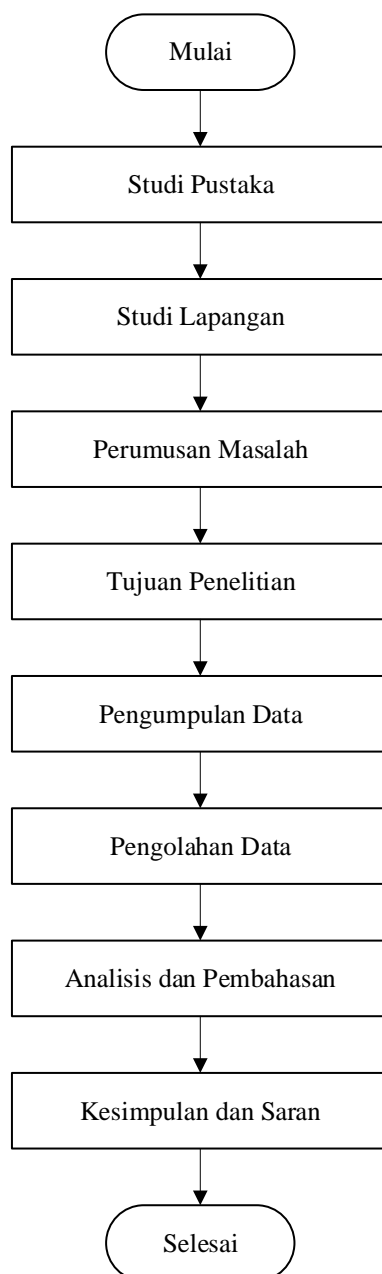 Mulai
Studi Pustaka
Studi Lapangan
Perumusan Masalah
Tujuan Penelitian
Pengumpulan Data
Pengolahan Data
Analisis dan Pembahasan
Kesimpulan dan Saran
Selesai